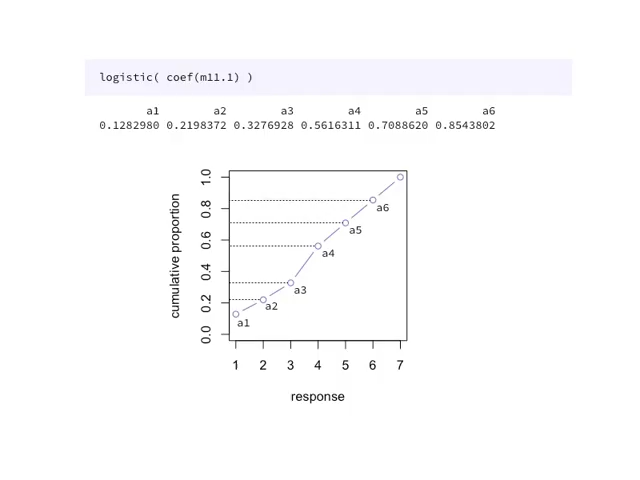 logistic( coef(m11.1) )
a1 a2 a3 a4 a5 a6
0.1282980 0.2198372 0.3276928 0.5616311 0.7088620 0.8543802
cumulative proportion
1.0
0.8
0.6
0.4
0.2
0.0
a6
a5
a4
a3
a2
a1
1 2 3 4 5 6 7
response